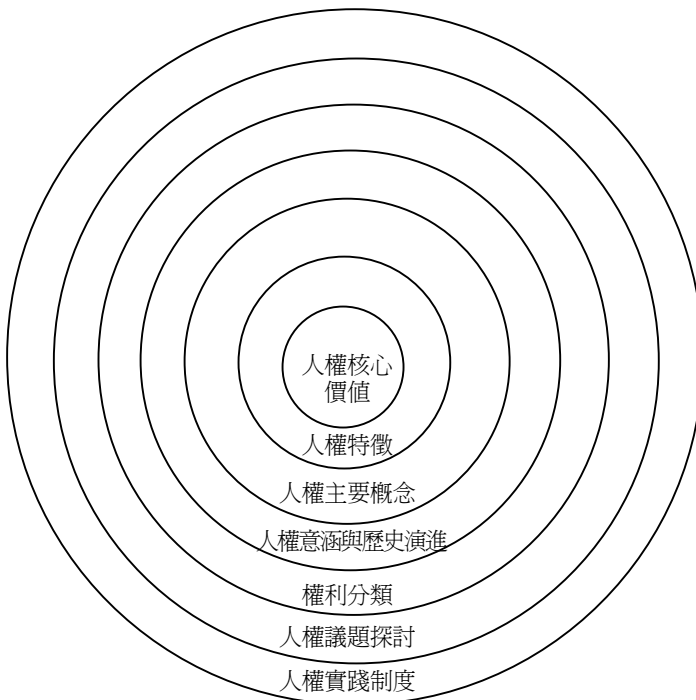 人權核心
價值
人權特徵
人權主要概念
人權意涵與歷史演進
權利分類
人權議題探討
人權實踐制度